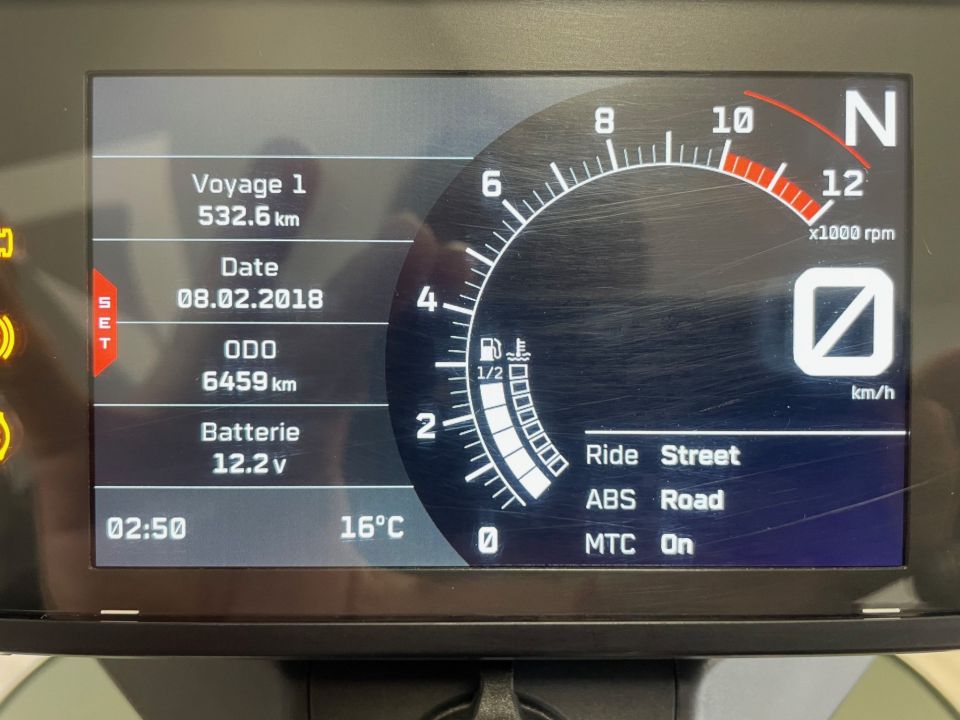 Voyage 1
532.6 km
Date
08.02.2018
SET
ODO
6459 km
Batterie
12.2 V
02:50 16°C
0
2
4
6
8
10
12
x1000 rpm
N
1/2
0
km/h
Ride Street
ABS Road
MTC On